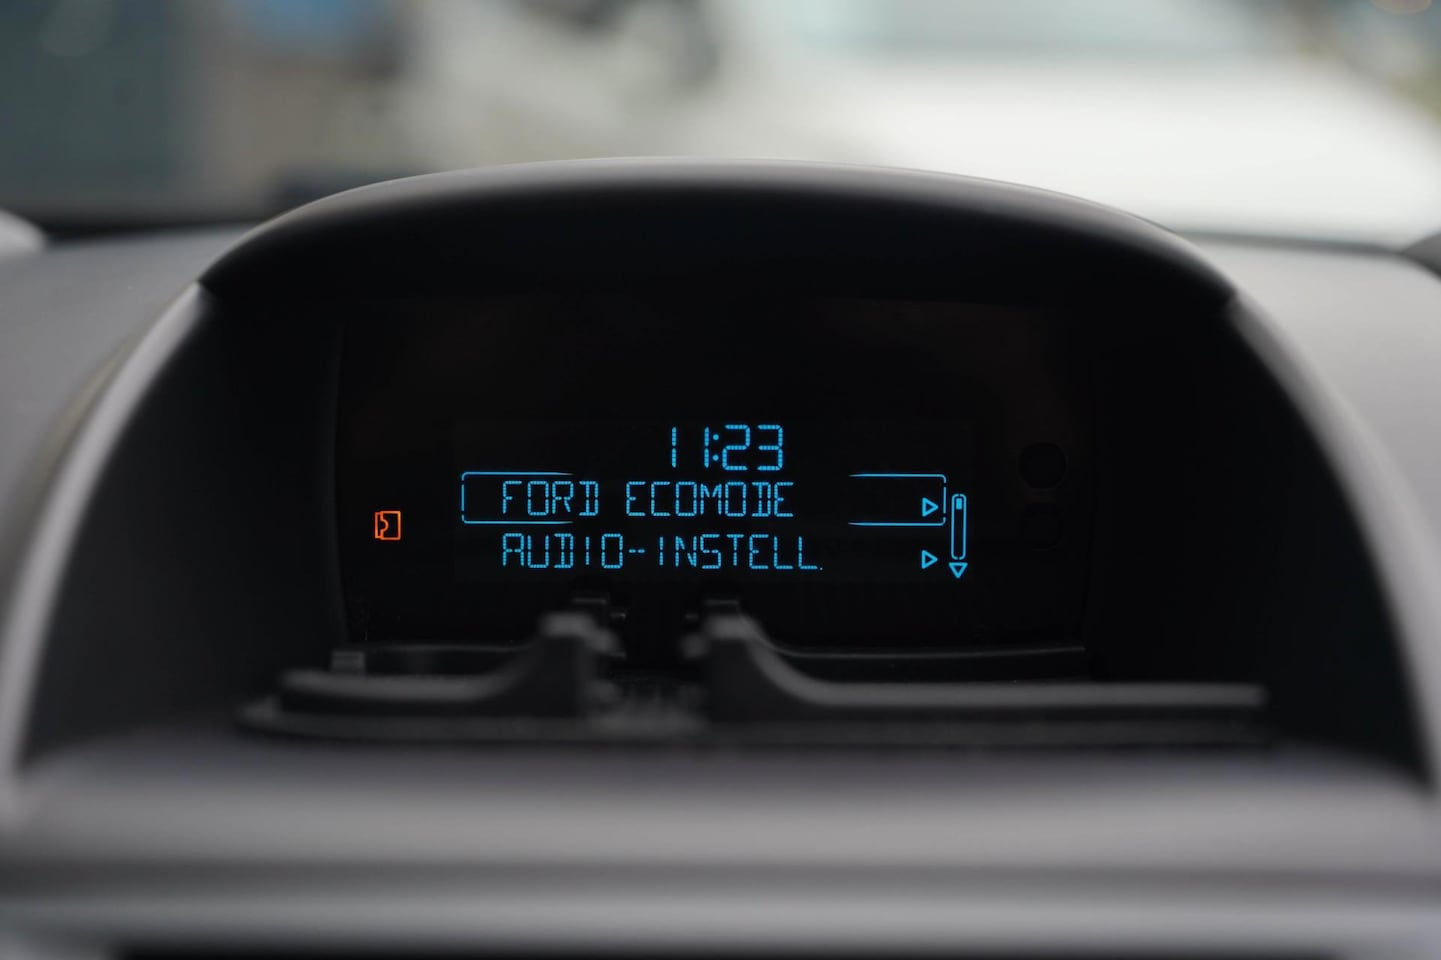 11:23
FORD ECOMODE
AUDIO-INSTELL.